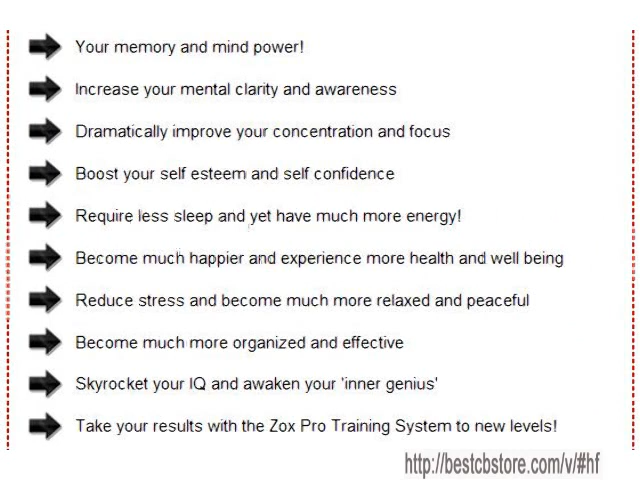 Your memory and mind power!
Increase your mental clarity and awareness
Dramatically improve your concentration and focus
Boost your self esteem and self confidence
Require less sleep and yet have much more energy!
Become much happier and experience more health and well being
Reduce stress and become much more relaxed and peaceful
Become much more organized and effective
Skyrocket your IQ and awaken your 'inner genius'
Take your results with the Zox Pro Training System to new levels!
http://bestcbstore.com/v/#hf